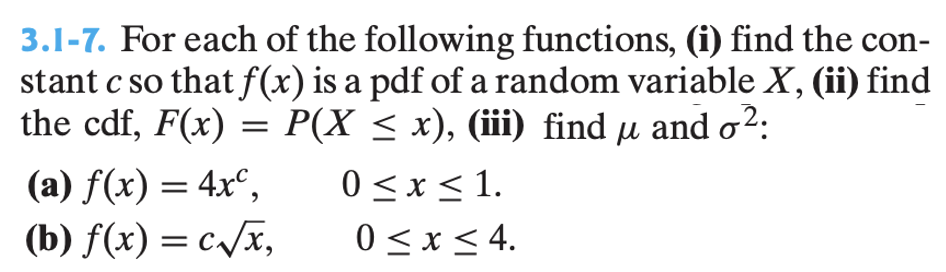 3.1-7. For each of the following functions, (i) find the con-
stant c so that f(x) is a pdf of a random variable X, (ii) find
the cdf, F(x) = P(X ≤ x), (iii) find μ and σ²:
(a) f(x) = 4xᶜ, 0 ≤ x ≤ 1.
(b) f(x) = c√x, 0 ≤ x ≤ 4.